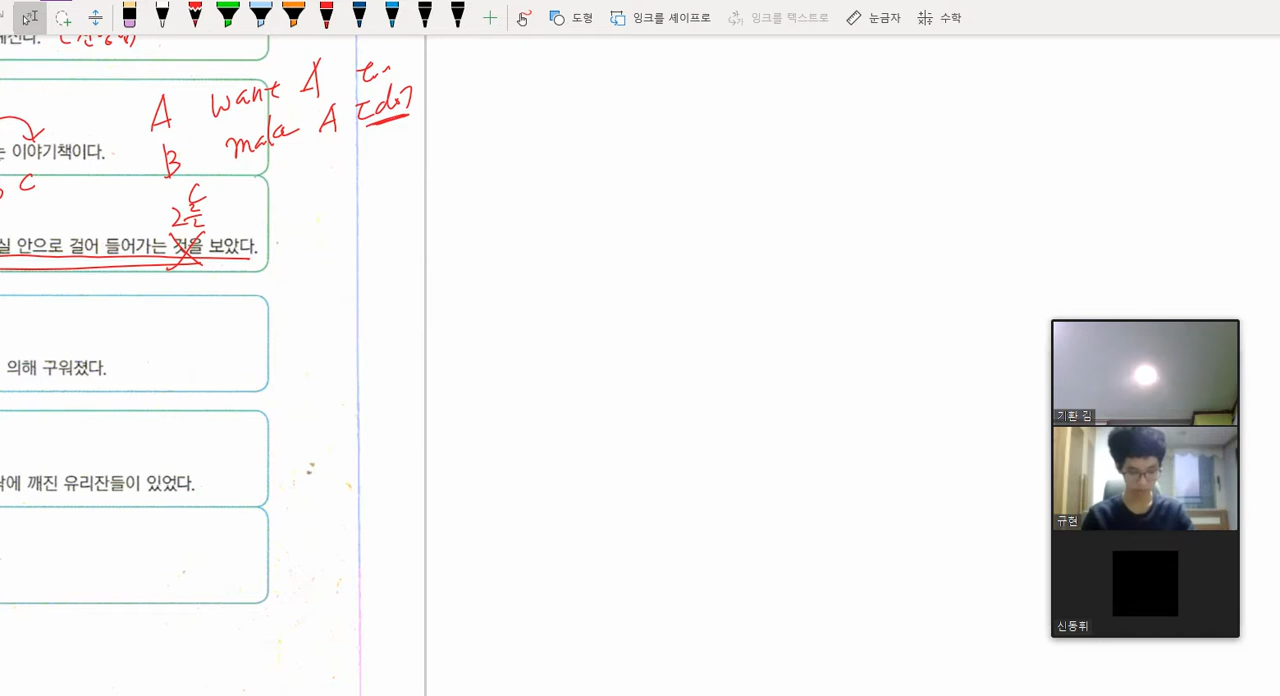 도형
잉크를 셰이프로
잉크를 텍스트로
눈금자
수학
A want A to
B make A [do]
이야기책이다.
C
C
2
실 안으로 걸어 들어가는 것을 보았다.
의해 구워졌다.
깨진 유리잔들이 있었다.
기환 김
규현
신동휘